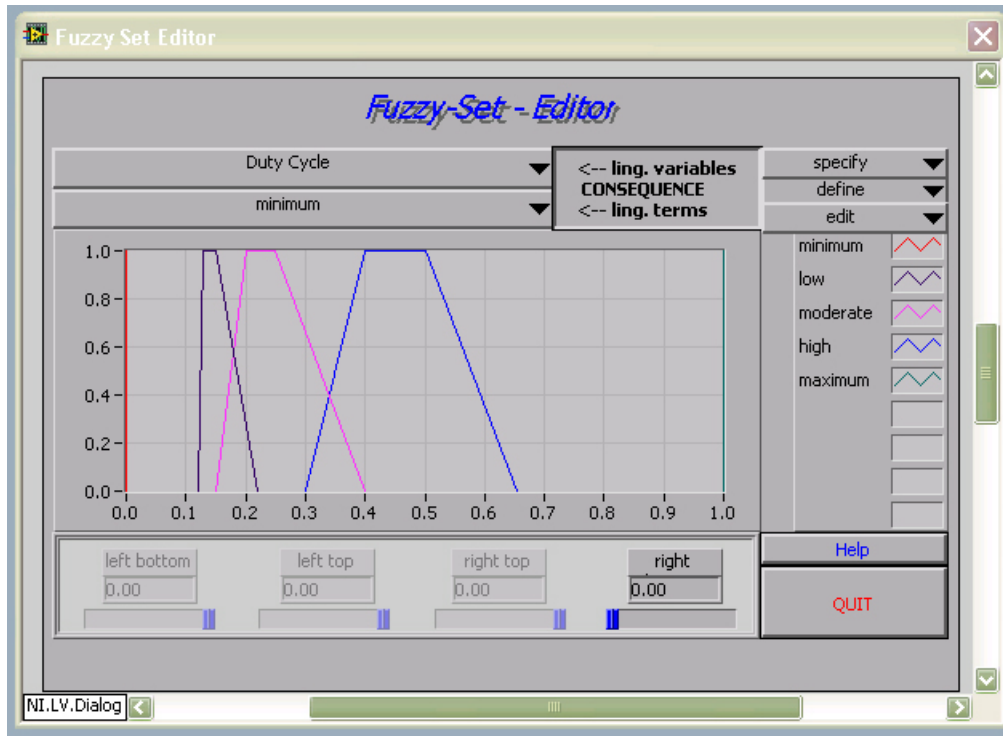 Fuzzy Set Editor
Fuzzy-Set - Editor
Duty Cycle
<-- ling. variables
CONSEQUENCE
<-- ling. terms
minimum
specify
define
edit
minimum
low
moderate
high
maximum
1.0
0.8
0.6
0.4
0.2
0.0
0.0 0.1 0.2 0.3 0.4 0.5 0.6 0.7 0.8 0.9 1.0
left bottom left top right top right
0.00 0.00 0.00 0.00
Help
QUIT
NI.LV.Dialog